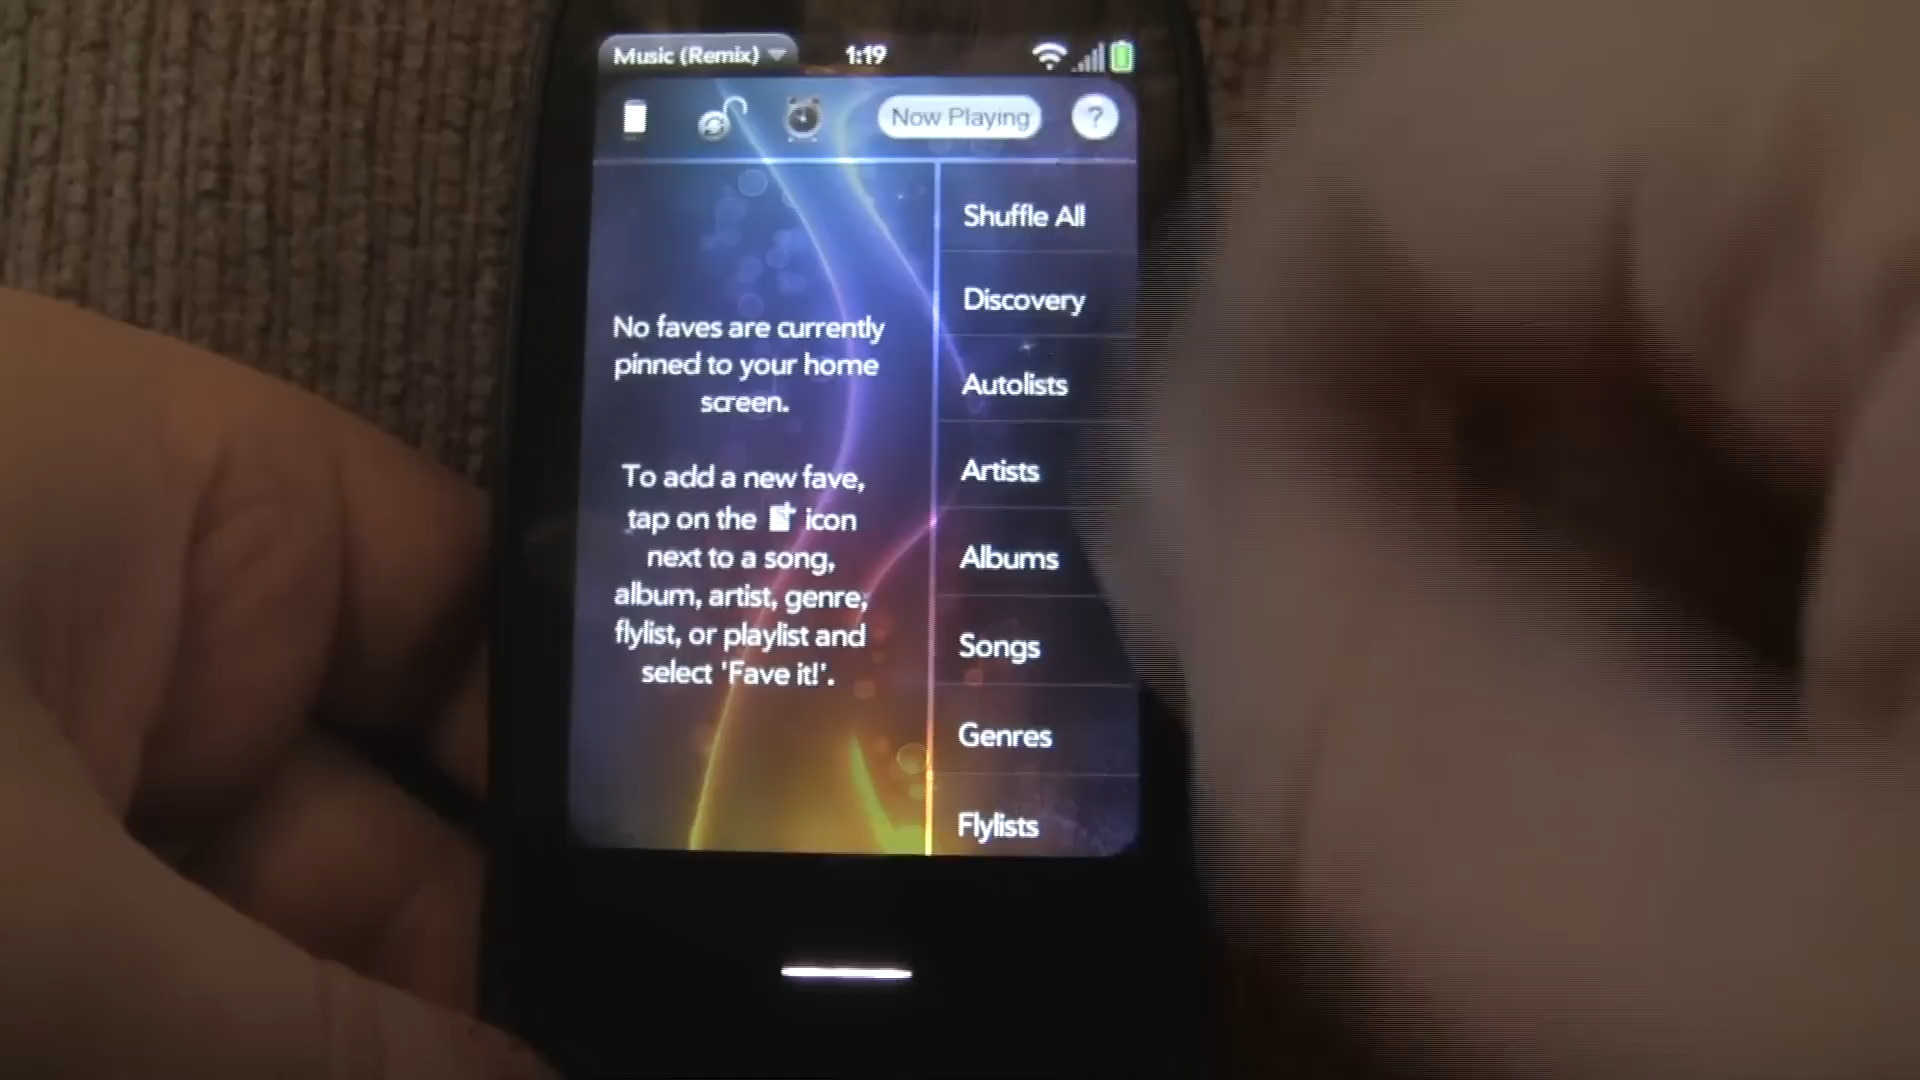 Music (Remix)
1:19
Now Playing
?
No faves are currently
pinned to your home
screen.
To add a new fave,
tap on the icon
next to a song,
album, artist, genre,
flylist, or playlist and
select 'Fave it!'.
Shuffle All
Discovery
Autolists
Artists
Albums
Songs
Genres
Flylists